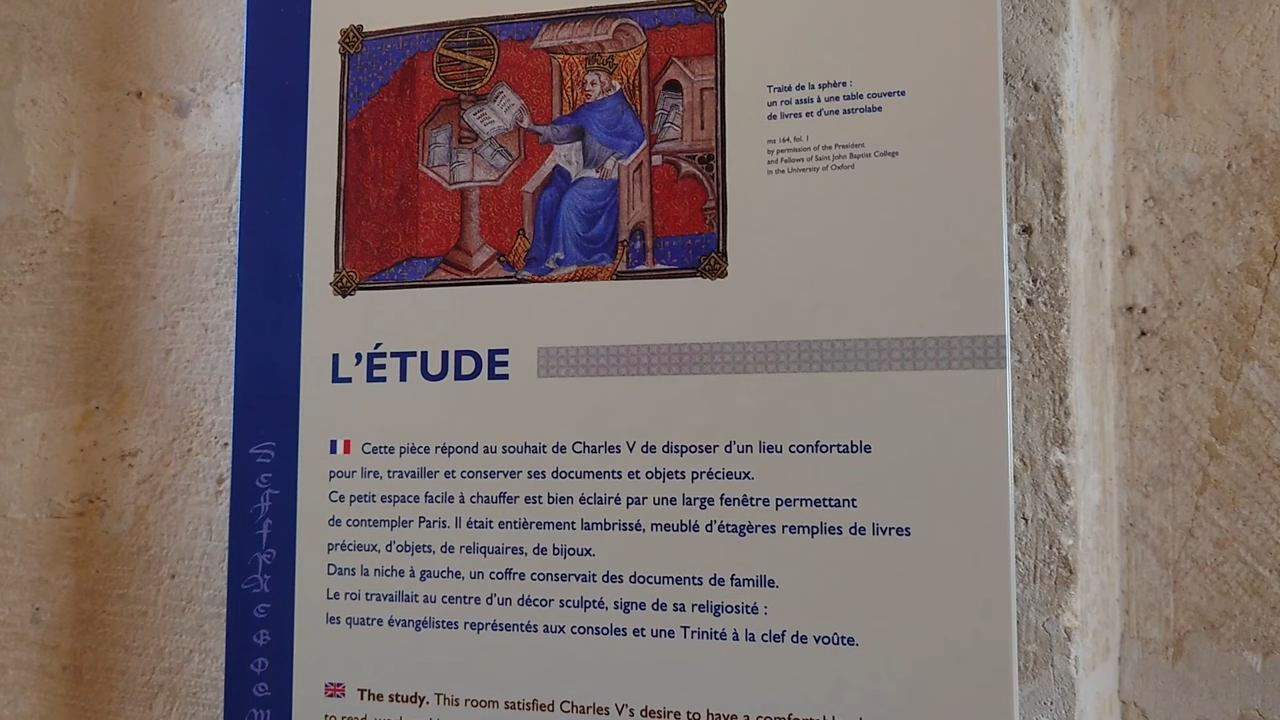 Traité de la sphère :
un roi assis à une table couverte
de livres et d'une astrolabe
ms 164, fol. 1
by permission of the President
and Fellows of Saint John Baptist College
in the University of Oxford
L'ÉTUDE
Cette pièce répond au souhait de Charles V de disposer d'un lieu confortable
pour lire, travailler et conserver ses documents et objets précieux.
Ce petit espace facile à chauffer est bien éclairé par une large fenêtre permettant
de contempler Paris. Il était entièrement lambrissé, meublé d'étagères remplies de livres
précieux, d'objets, de reliquaires, de bijoux.
Dans la niche à gauche, un coffre conservait des documents de famille.
Le roi travaillait au centre d'un décor sculpté, signe de sa religiosité :
les quatre évangélistes représentés aux consoles et une Trinité à la clef de voûte.
The study. This room satisfied Charles V's desire to have a